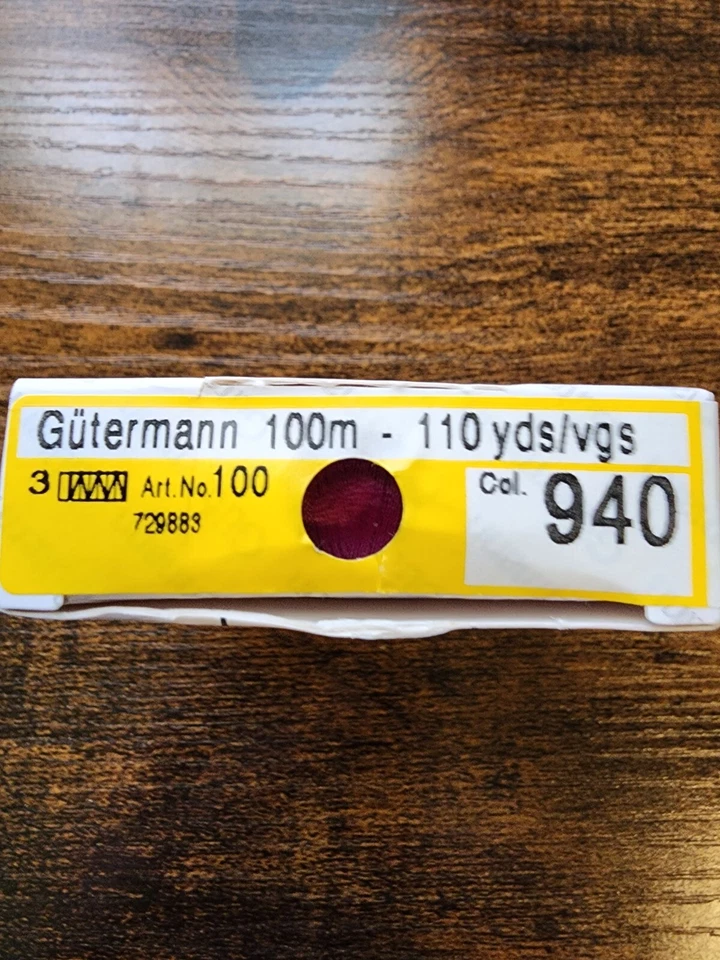 Gütermann 100m - 110 yds/vgs
3 Art. No. 100
729883
Col. 940